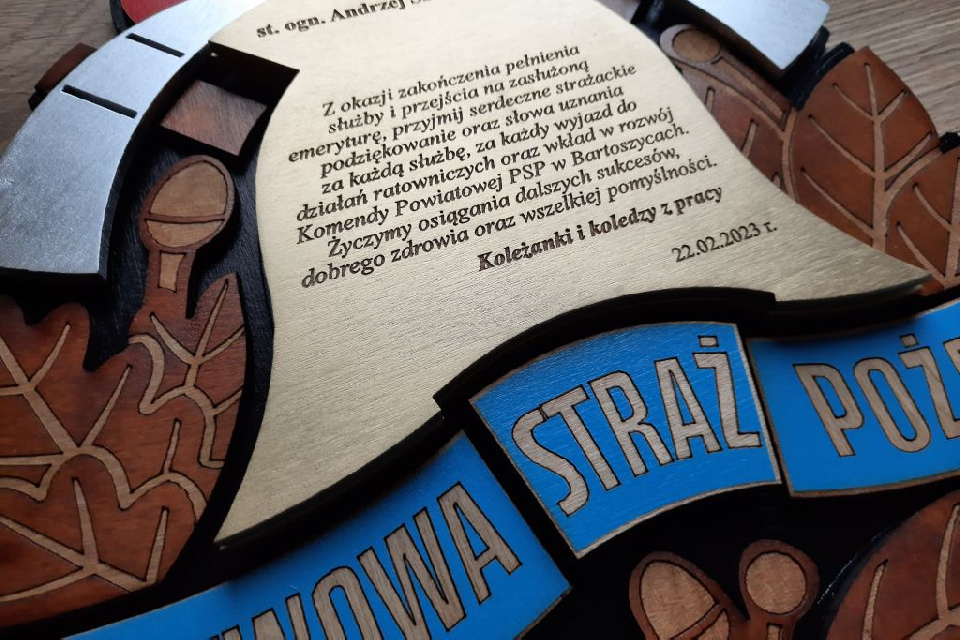 st. ogn. Andrzej
Z okazji zakończenia pełnienia
służby i przejścia na zasłużoną
emeryturę, przyjmij serdeczne strażackie
podziękowanie oraz słowa uznania
za każdą służbę, za każdy wyjazd do
działań ratowniczych oraz wkład w rozwój
Komendy Powiatowej PSP w Bartoszycach.
Życzymy osiągania dalszych sukcesów,
dobrego zdrowia oraz wszelkiej pomyślności.
Koleżanki i koledzy z pracy
22.02.2023 r.
STRAŻ